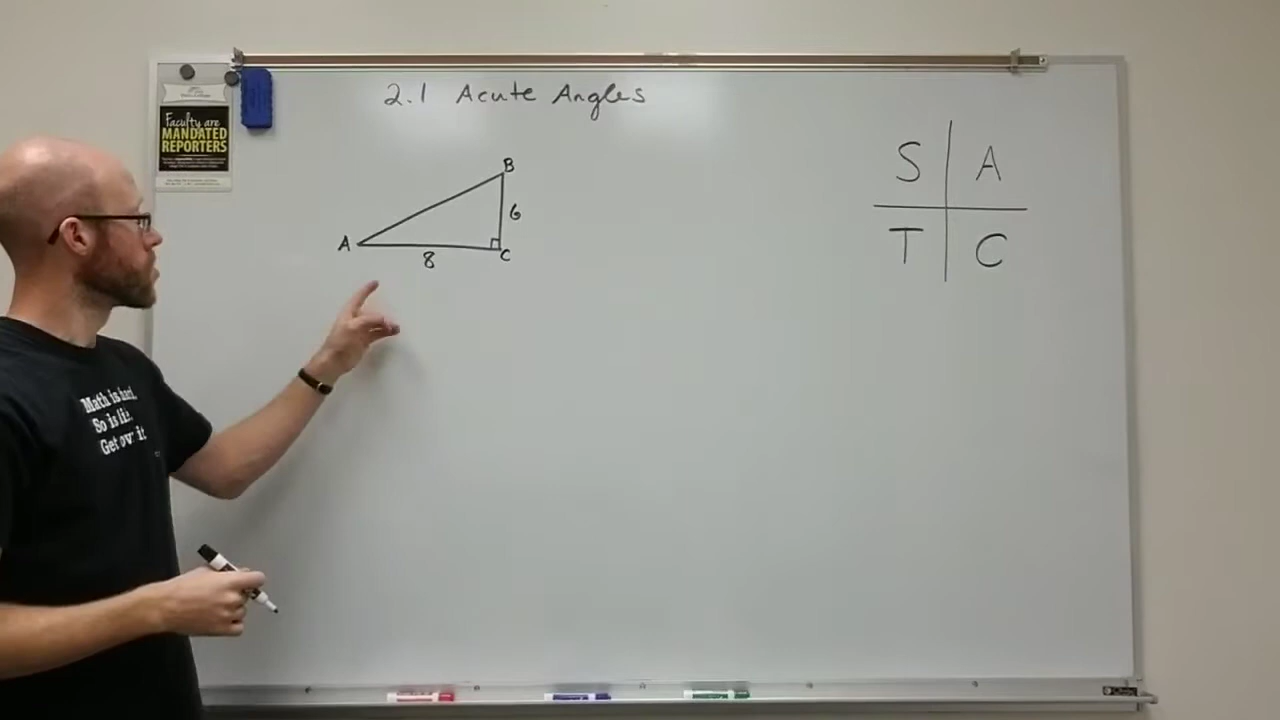 2.1 Acute Angles
Faculty are
MANDATED
REPORTERS
B
6
A
8
C
S A
T C
Math is hard.
So is life.
Get over it.